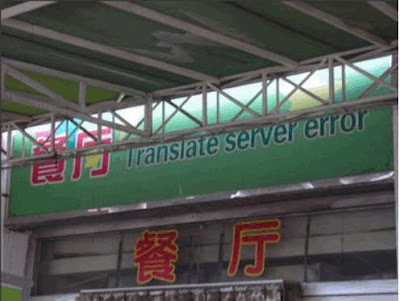 餐厅 Translate server error
餐厅